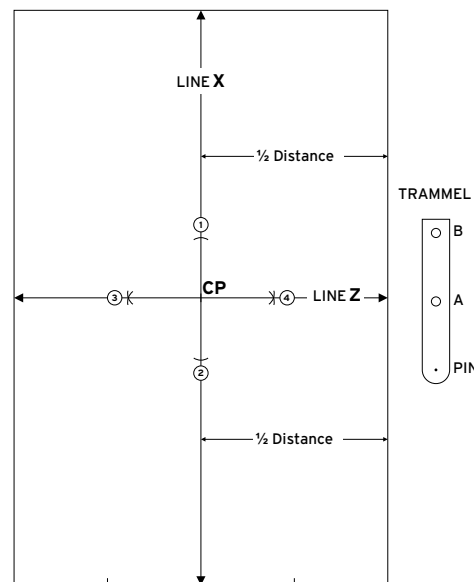 LINE X
½ Distance
TRAMMEL
B
1
CP
3
4
LINE Z
A
2
PIN
½ Distance